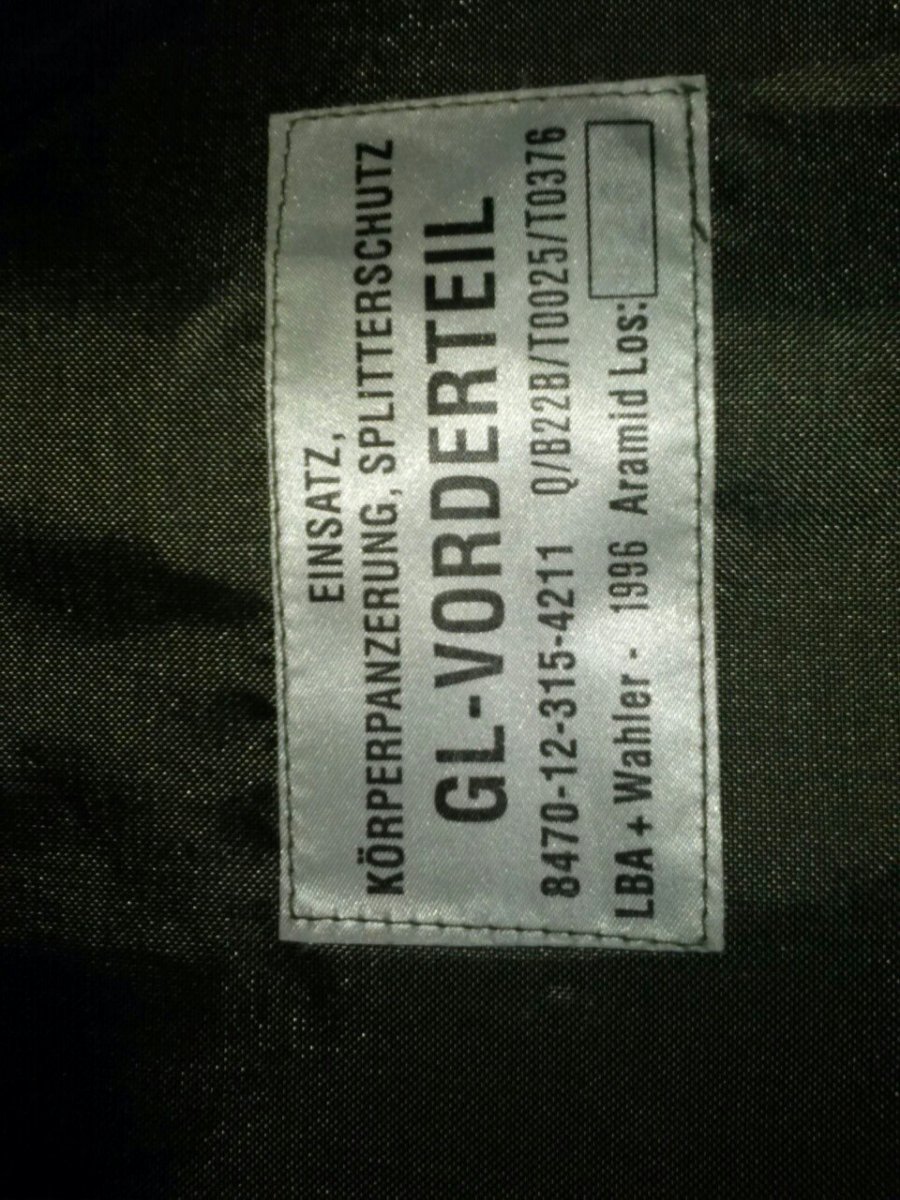 EINSATZ,
KÖRPERPANZERUNG, SPLITTERSCHUTZ
GL-VORDERTEIL
8470-12-315-4211 Q/B22B/T0025/T0376
LBA + Wahler - 1996 Aramid Los: